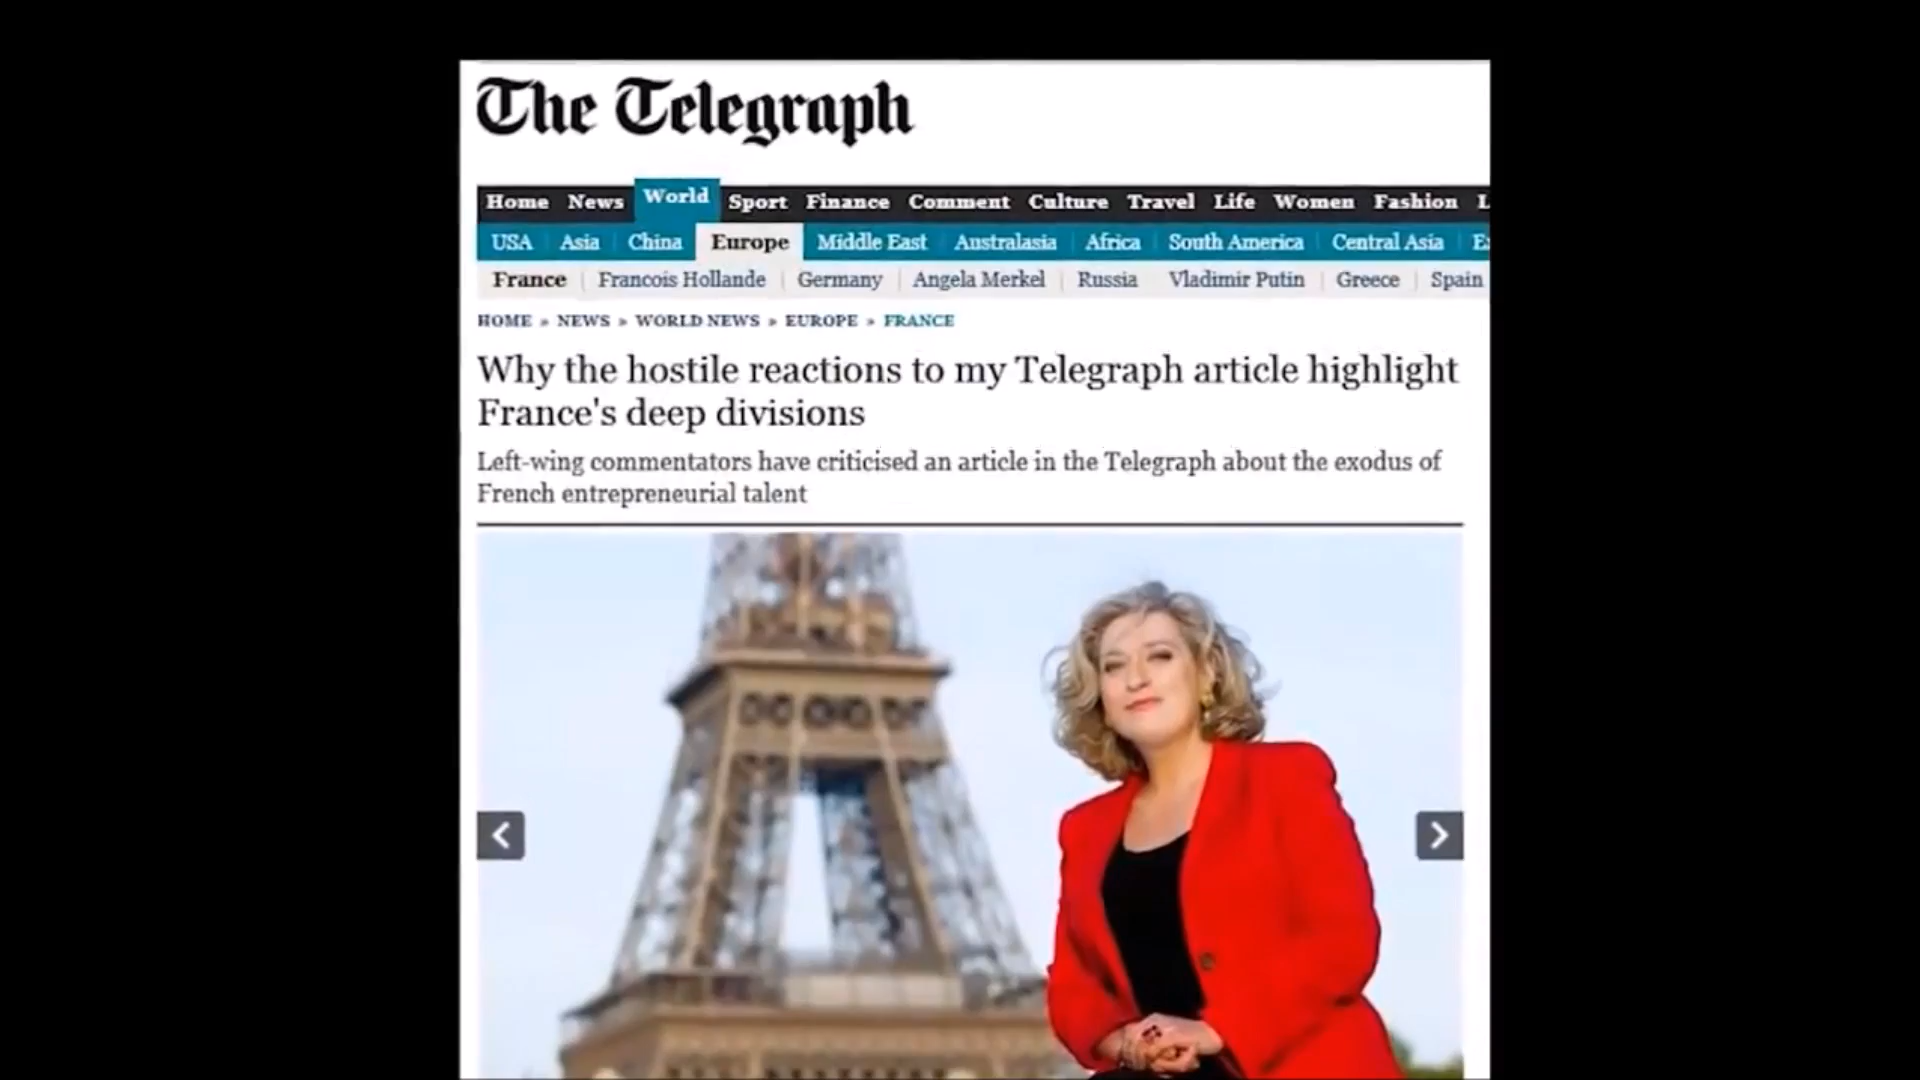 The Telegraph
Home News World Sport Finance Comment Culture Travel Life Women Fashion L
USA Asia China Europe Middle East Australasia Africa South America Central Asia
France Francois Hollande Germany Angela Merkel Russia Vladimir Putin Greece Spain
HOME » NEWS » WORLD NEWS » EUROPE » FRANCE
Why the hostile reactions to my Telegraph article highlight
France's deep divisions
Left-wing commentators have criticised an article in the Telegraph about the exodus of
French entrepreneurial talent